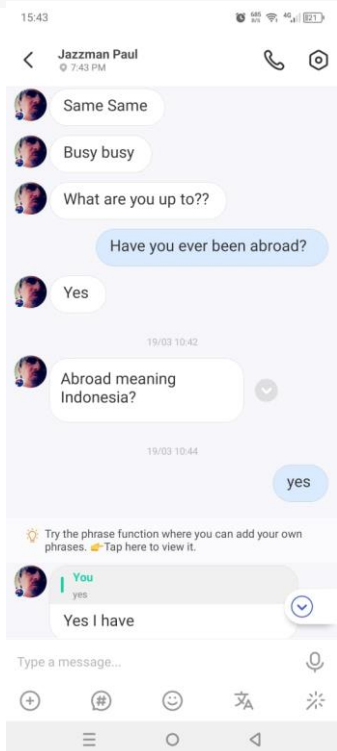 15:43
Jazzman Paul
7:43 PM
Same Same
Busy busy
What are you up to??
Have you ever been abroad?
Yes
19/03 10:42
Abroad meaning
Indonesia?
19/03 10:44
yes
Try the phrase function where you can add your own
phrases. 👉Tap here to view it.
You
yes
Yes I have
Type a message...